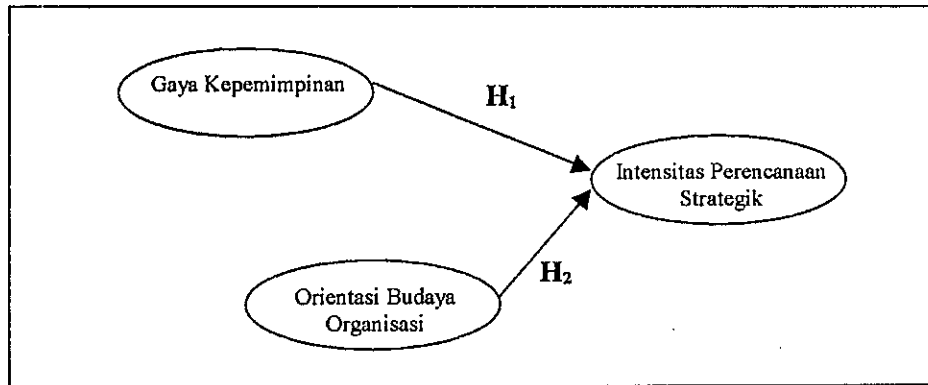 Gaya Kepemimpinan
H₁
Intensitas Perencanaan
Strategik
H₂
Orientasi Budaya
Organisasi